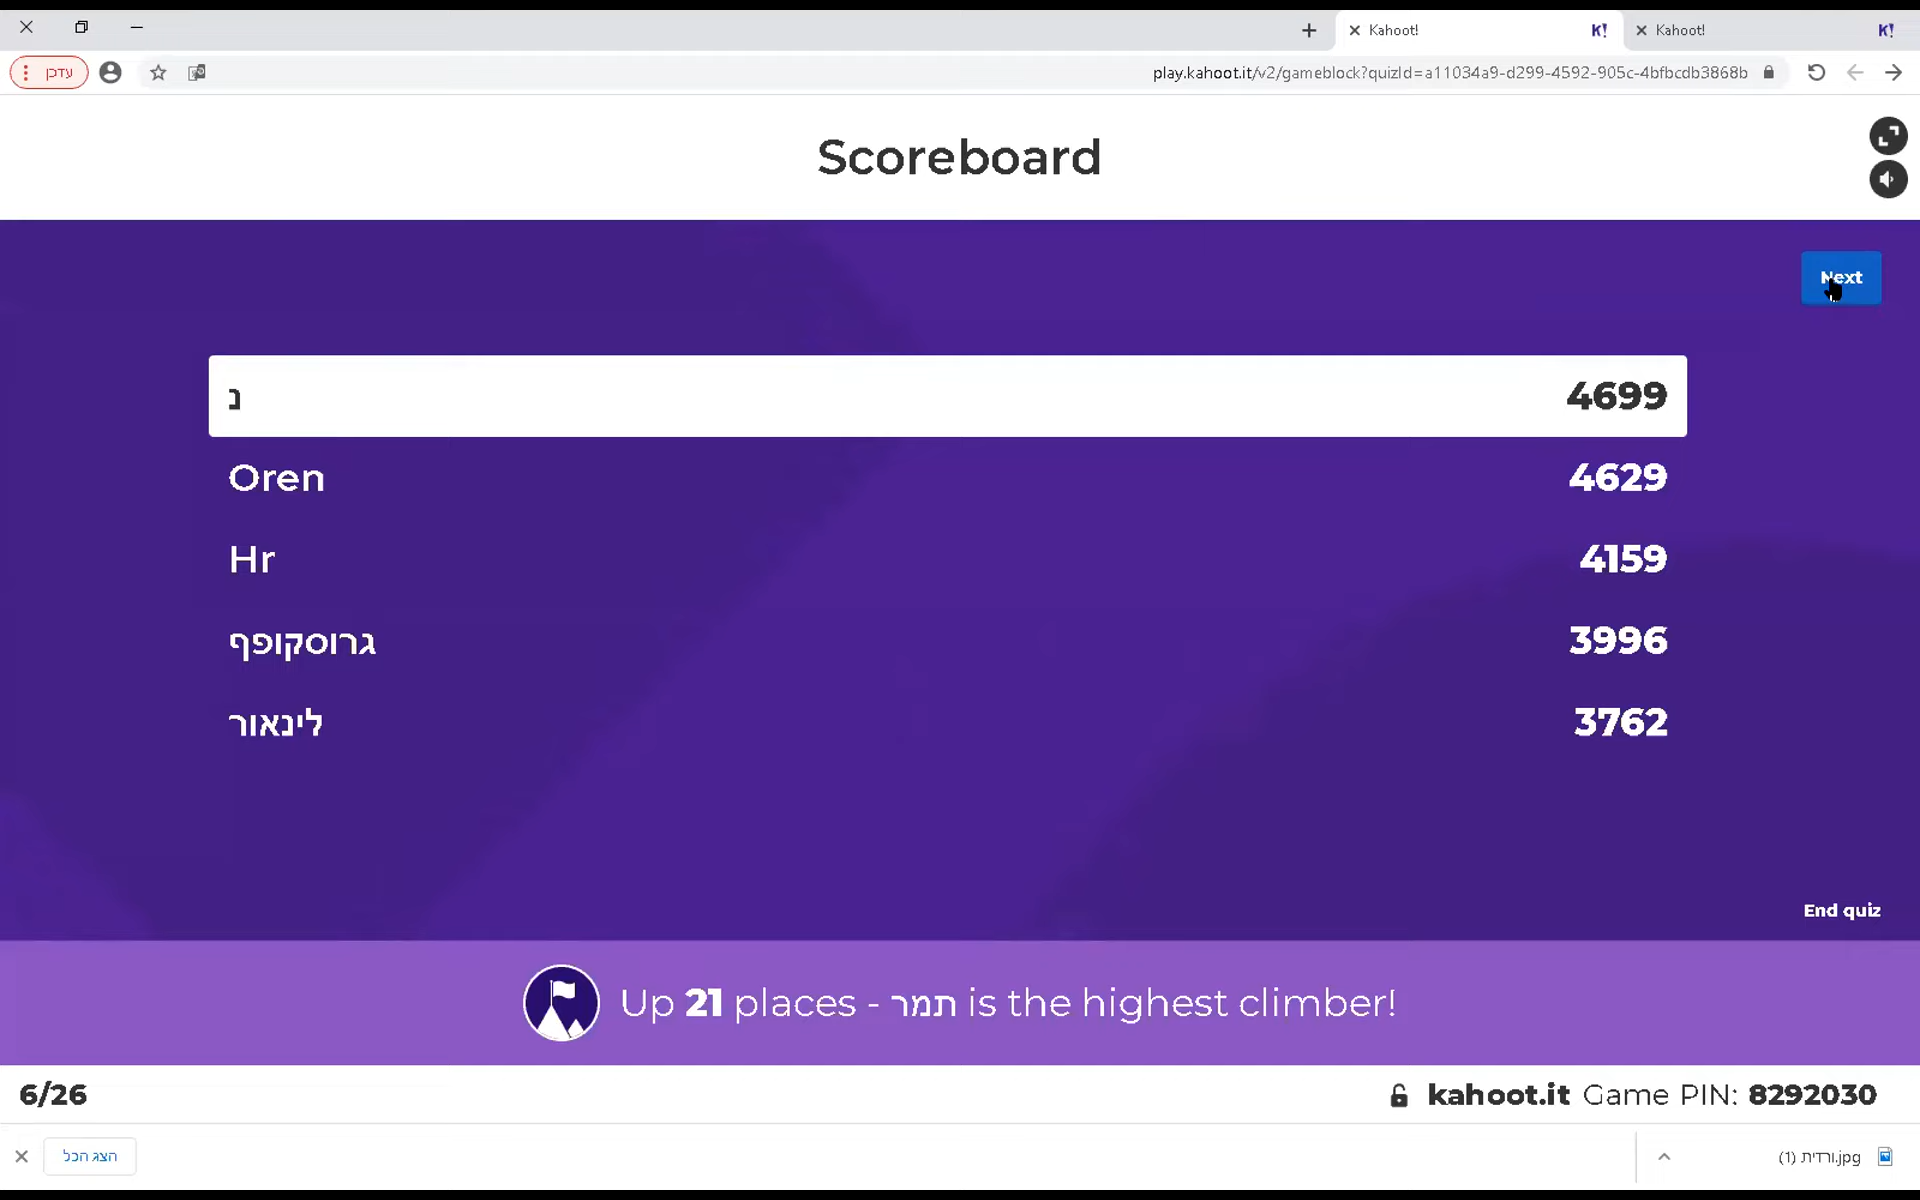 Kahoot!
Kahoot!
עדכן
play.kahoot.it/v2/gameblock?quizId=a11034a9-d299-4592-905c-4bfbcdb3868b
Scoreboard
Next
נ 4699
Oren 4629
Hr 4159
גרוסקופף 3996
לינאור 3762
End quiz
Up 21 places - תמר is the highest climber!
6/26
kahoot.it Game PIN: 8292030
הצג הכל
ורדית (1).jpg